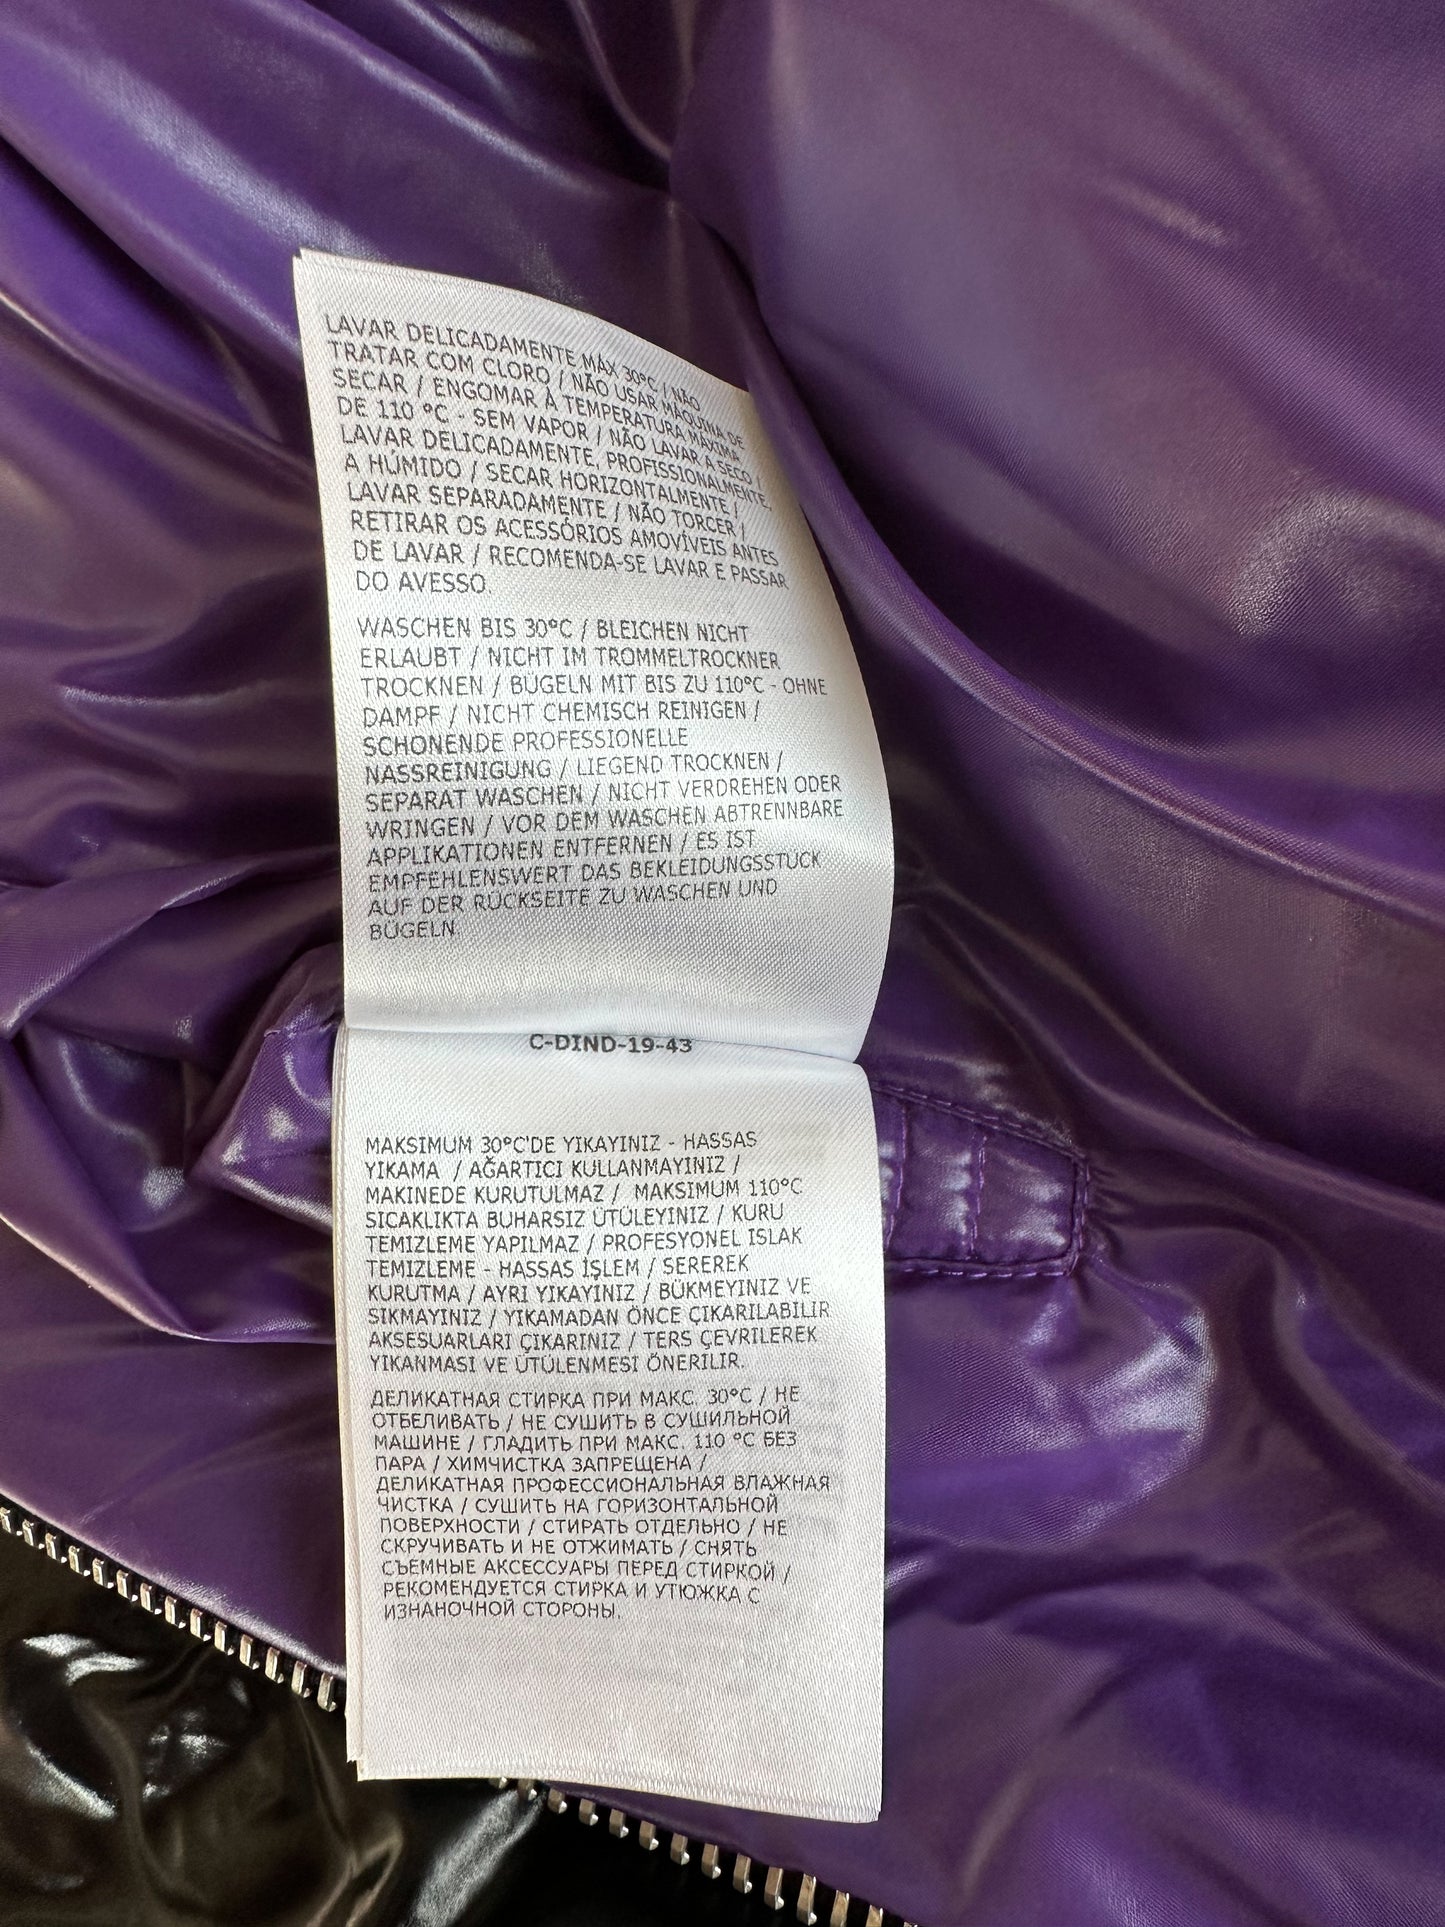 LAVAR DELICADAMENTE MÁX 30°C / NÃO
TRATAR COM CLORO / NÃO USAR MÁQUINA DE
SECAR / ENGOMAR À TEMPERATURA MÁXIMA
DE 110 °C - SEM VAPOR / NÃO LAVAR A SECO /
LAVAR DELICADAMENTE, PROFISSIONALMENTE,
A HÚMIDO / SECAR HORIZONTALMENTE /
LAVAR SEPARADAMENTE / NÃO TORCER /
RETIRAR OS ACESSÓRIOS AMOVÍVEIS ANTES
DE LAVAR / RECOMENDA-SE LAVAR E PASSAR
DO AVESSO.
WASCHEN BIS 30°C / BLEICHEN NICHT
ERLAUBT / NICHT IM TROMMELTROCKNER
TROCKNEN / BÜGELN MIT BIS ZU 110°C - OHNE
DAMPF / NICHT CHEMISCH REINIGEN /
SCHONENDE PROFESSIONELLE
NASSREINIGUNG / LIEGEND TROCKNEN /
SEPARAT WASCHEN / NICHT VERDREHEN ODER
WRINGEN / VOR DEM WASCHEN ABTRENNBARE
APPLIKATIONEN ENTFERNEN / ES IST
EMPFEHLENSWERT DAS BEKLEIDUNGSSTÜCK
AUF DER RÜCKSEITE ZU WASCHEN UND
BÜGELN.
C-DIND-19-43
MAKSIMUM 30°C'DE YIKAYINIZ - HASSAS
YIKAMA / AĞARTICI KULLANMAYINIZ /
MAKINEDE KURUTULMAZ / MAKSIMUM 110°C
SICAKLIKTA BUHARSIZ ÜTÜLEYINIZ / KURU
TEMIZLEME YAPILMAZ / PROFESYONEL ISLAK
TEMIZLEME - HASSAS İŞLEM / SEREREK
KURUTMA / AYRI YIKAYINIZ / BÜKMEYINIZ VE
SIKMAYINIZ / YIKAMADAN ÖNCE ÇIKARILABILIR
AKSESUARLARI ÇIKARINIZ / TERS ÇEVRILEREK
YIKANMASI VE ÜTÜLENMESI ÖNERILIR.
ДЕЛИКАТНАЯ СТИРКА ПРИ МАКС. 30°C / НЕ
ОТБЕЛИВАТЬ / НЕ СУШИТЬ В СУШИЛЬНОЙ
МАШИНЕ / ГЛАДИТЬ ПРИ МАКС. 110 °C БЕЗ
ПАРА / ХИМЧИСТКА ЗАПРЕЩЕНА /
ДЕЛИКАТНАЯ ПРОФЕССИОНАЛЬНАЯ ВЛАЖНАЯ
ЧИСТКА / СУШИТЬ НА ГОРИЗОНТАЛЬНОЙ
ПОВЕРХНОСТИ / СТИРАТЬ ОТДЕЛЬНО / НЕ
СКРУЧИВАТЬ И НЕ ОТЖИМАТЬ / СНЯТЬ
СЪЕМНЫЕ АКСЕССУАРЫ ПЕРЕД СТИРКОЙ /
РЕКОМЕНДУЕТСЯ СТИРКА И УТЮЖКА С
ИЗНАНОЧНОЙ СТОРОНЫ.